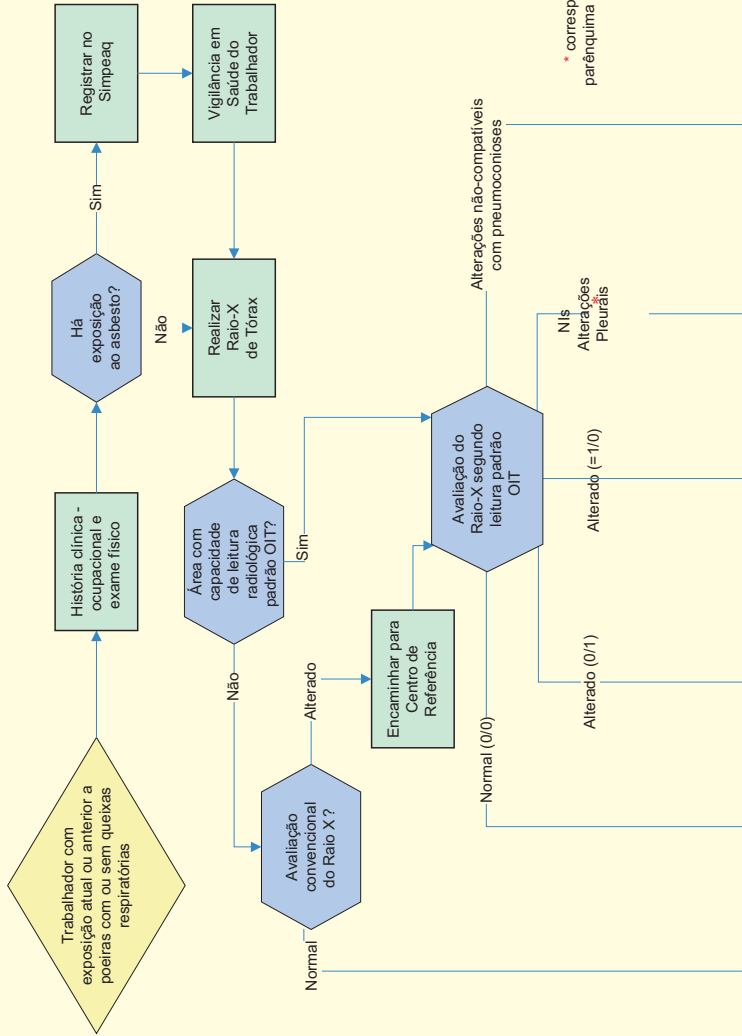 Trabalhador com
exposição atual ou anterior a
poeiras com ou sem queixas
respiratórias
História clínica -
ocupacional e
exame físico
Há
exposição
ao asbesto?
Sim
Registrar no
Simpeaq
Vigilância em
Saúde do
Trabalhador
Não
Realizar
Raio-X
de Tórax
Área com
capacidade
de leitura
radiológica
padrão OIT?
Sim
Não
Avaliação
convencional
do Raio X?
Normal
Alterado
Encaminhar para
Centro de
Referência
Avaliação do
Raio-X segundo
leitura padrão
OIT
Normal (0/0)
Alterado (0/1)
Alterado (=1/0)
NIs
Alterações
Pleuráis
*
Alterações não-compatíveis
com pneumoconioses
* corresp
parênquima